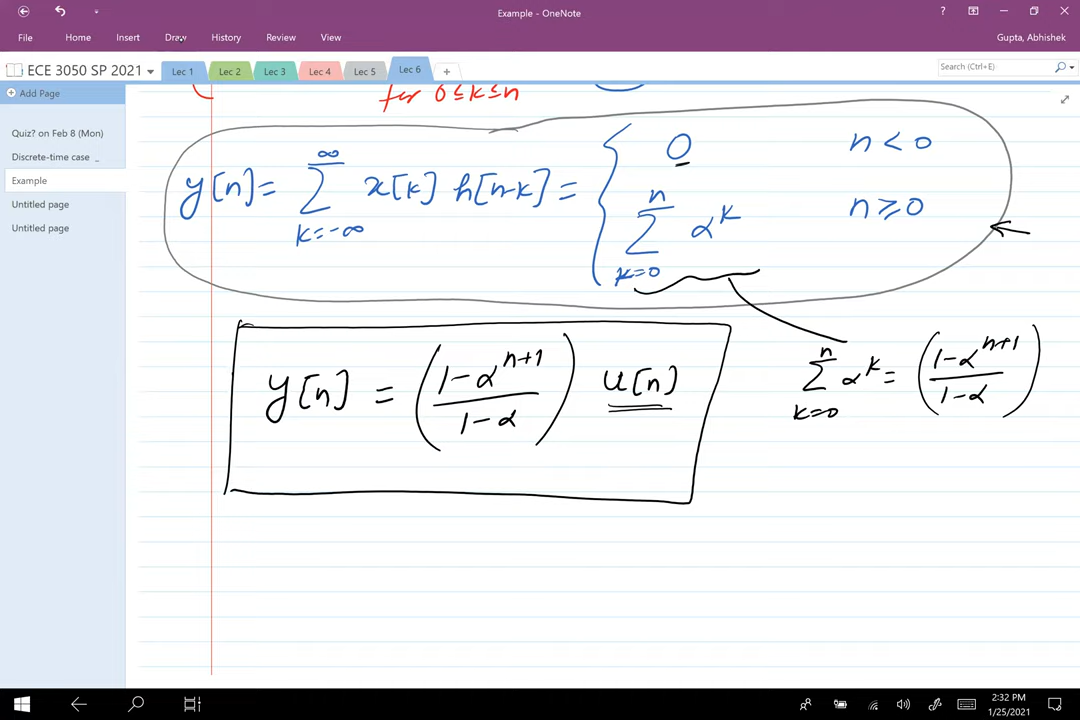 Example - OneNote
?
File Home Insert Draw History Review View
Gupta, Abhishek
ECE 3050 SP 2021
Lec 1 Lec 2 Lec 3 Lec 4 Lec 5 Lec 6 +
Search (Ctrl+E)
Add Page
Quiz? on Feb 8 (Mon)
Discrete-time case _
Example
Untitled page
Untitled page
for 0 ≤ k ≤ n
y[n] = ∑_{k=-∞}^{∞} x[k] h[n-k] = { 0 n < 0
∑_{k=0}^{n} α^k n ≥ 0
y[n] = ((1-α^{n+1})/(1-α)) u[n]
∑_{k=0}^{n} α^k = ((1-α^{n+1})/(1-α))
2:32 PM
1/25/2021